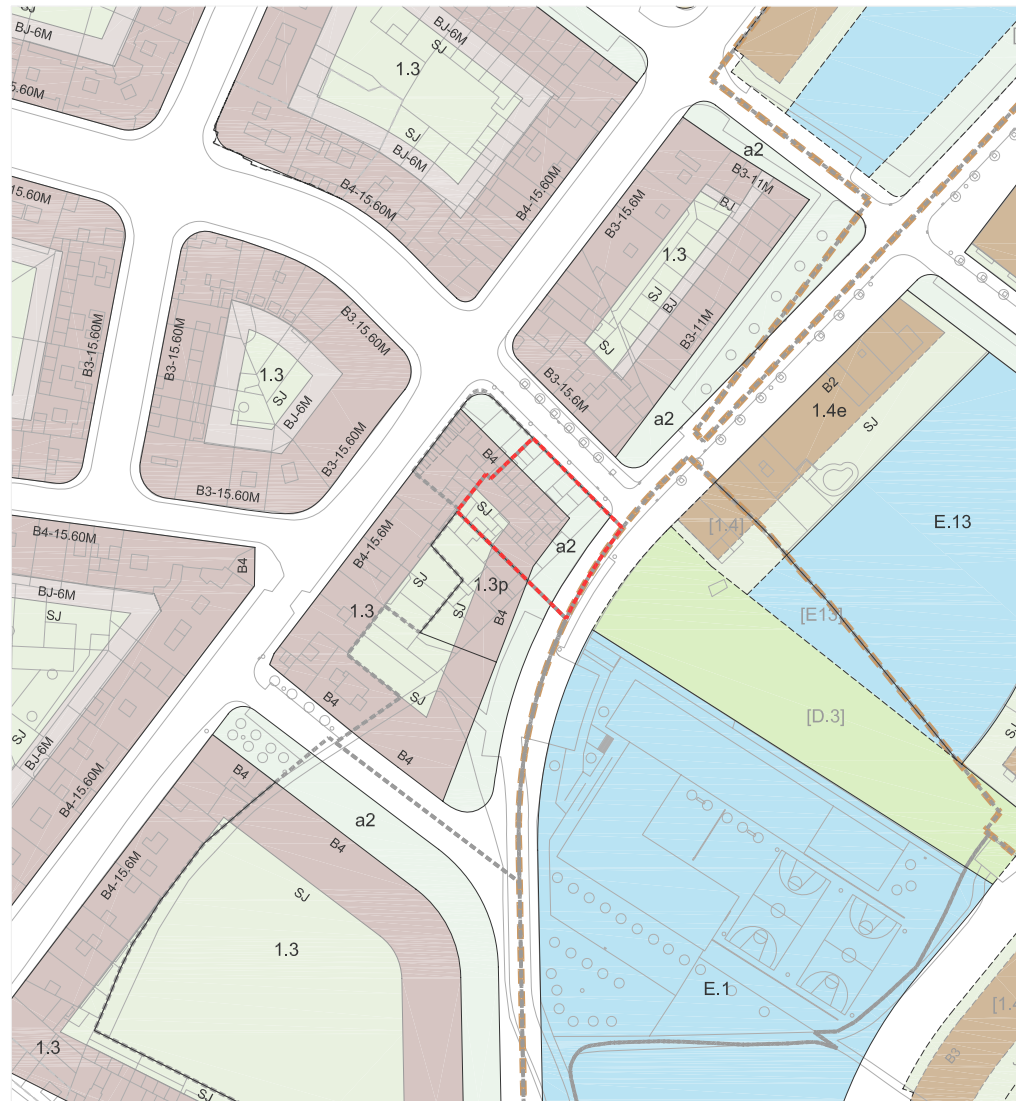 BJ-6M
SJ
15.60M
BJ-6M
SJ
1.3
SJ
BJ-6M
B4-15.60M
B4-15.60M
a2
B3-11M
B3-15.6M
BJ
1.3
SJ
BJ
B3-11M
SJ
B3-15.6M
a2
15.60M
B3-15.60M
B3-15.60M
B3.15.60M
1.3
SJ
BJ-6M
B3-15.60M
B3-15.60M
B2
1.4e
SJ
[1.4]
E.13
[E13]
[D.3]
B4
SJ
a2
B4-15.6M
SJ
1.3p
SJ
B4
1.3
SJ
B4
B4
B4-15.60M
B4
BJ-6M
SJ
SJ
BJ-6M
B4-15.60M
B4
a2
B4
B4-15.6M
SJ
1.3
1.3
SJ
E.1
SJ
B3